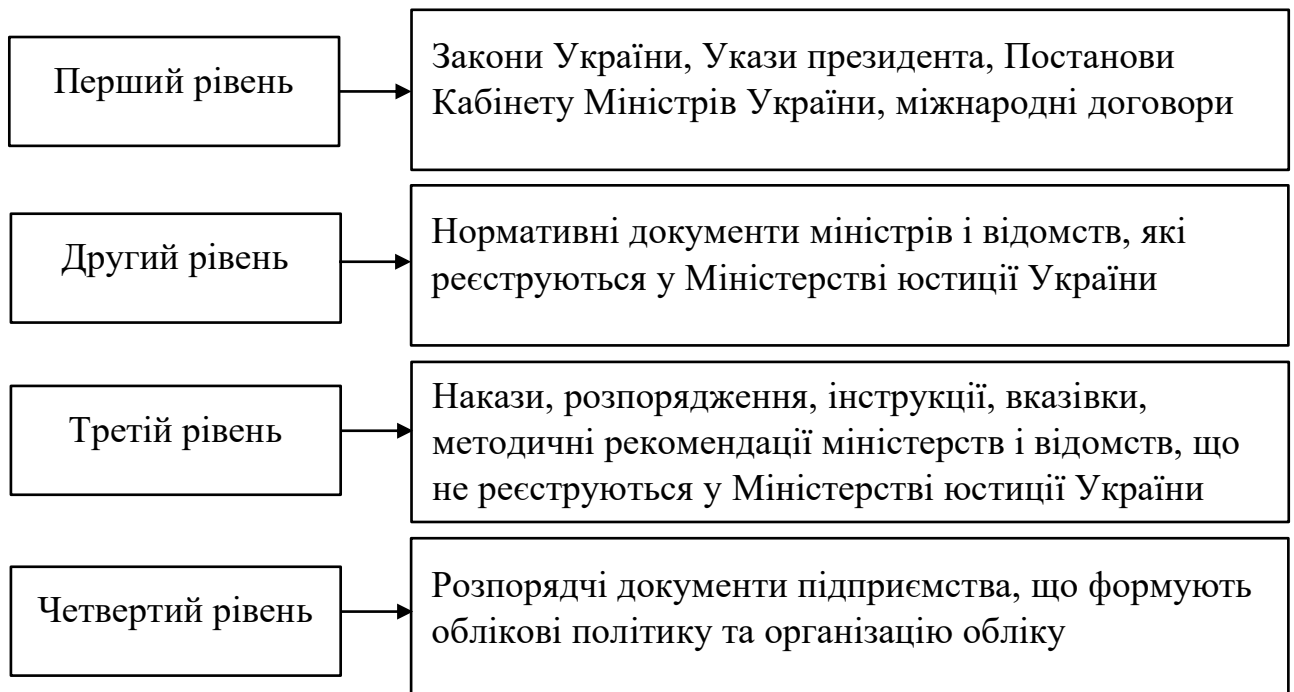 Перший рівень
Закони України, Укази президента, Постанови
Кабінету Міністрів України, міжнародні договори
Другий рівень
Нормативні документи міністрів і відомств, які
реєструються у Міністерстві юстиції України
Третій рівень
Накази, розпорядження, інструкції, вказівки,
методичні рекомендації міністерств і відомств, що
не реєструються у Міністерстві юстиції України
Четвертий рівень
Розпорядчі документи підприємства, що формують
облікові політику та організацію обліку